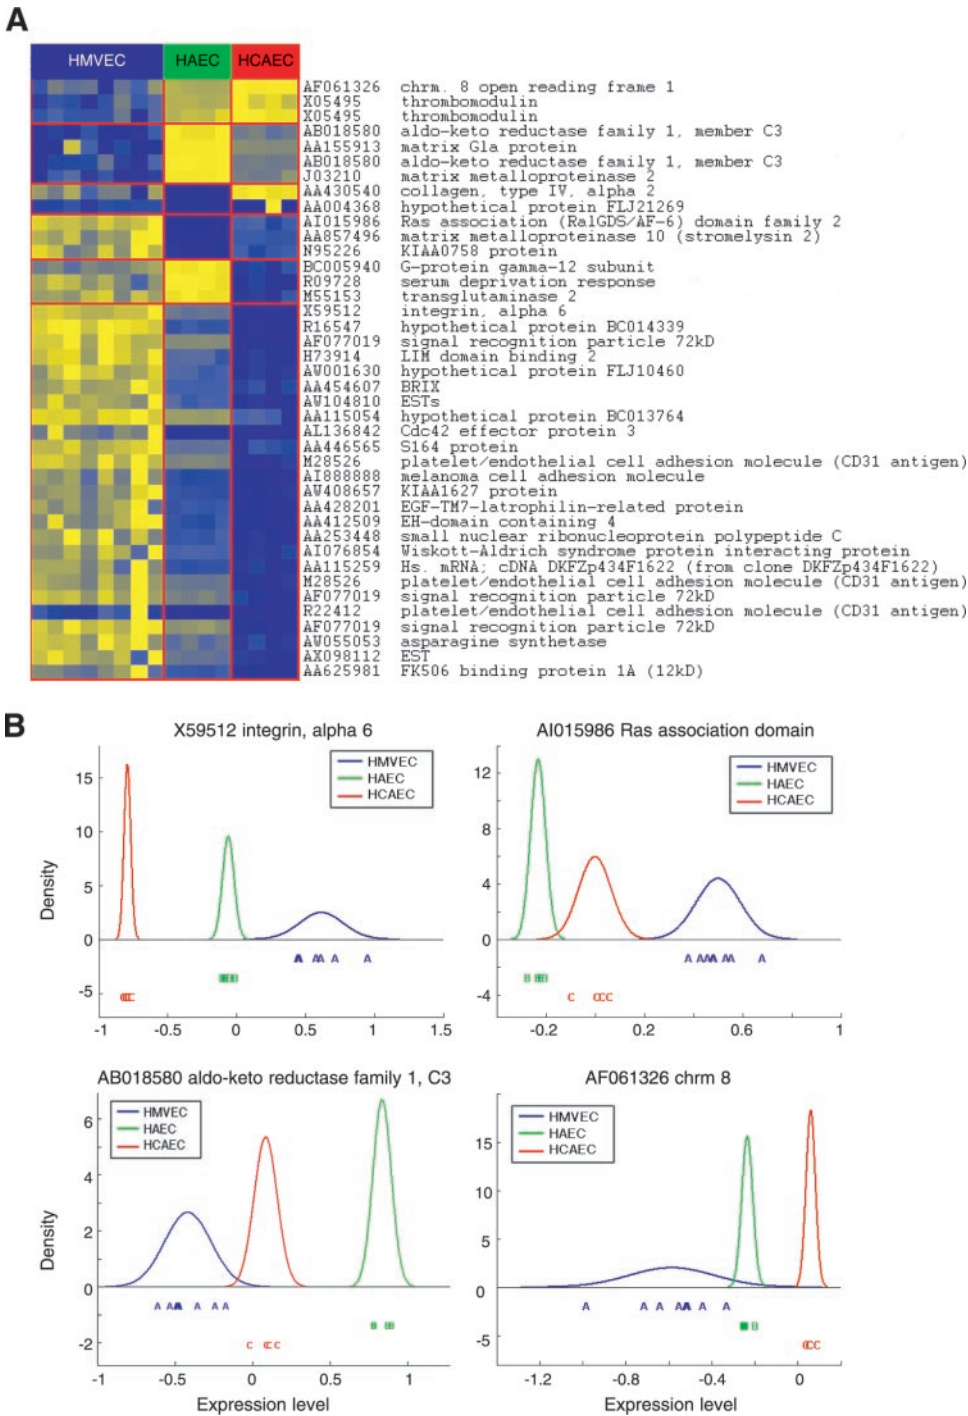 A
HMVEC HAEC HCAEC
AF061326 chrm. 8 open reading frame 1
X05495 thrombomodulin
X05495 thrombomodulin
AB018580 aldo-keto reductase family 1, member C3
AA155913 matrix Gla protein
AB018580 aldo-keto reductase family 1, member C3
J03210 matrix metalloproteinase 2
AA430540 collagen, type IV, alpha 2
AA004368 hypothetical protein FLJ21269
AI015986 Ras association (RalGDS/AF-6) domain family 2
AA857496 matrix metalloproteinase 10 (stromelysin 2)
N95226 KIAA0758 protein
BC005940 G-protein gamma-12 subunit
R09728 serum deprivation response
M55153 transglutaminase 2
X59512 integrin, alpha 6
R16547 hypothetical protein BC014339
AF077019 signal recognition particle 72kD
H73914 LIM domain binding 2
AW001630 hypothetical protein FLJ10460
AA454607 BRIX
AW104810 ESTs
AA115054 hypothetical protein BC013764
AL136842 Cdc42 effector protein 3
AA446565 S164 protein
M28526 platelet/endothelial cell adhesion molecule (CD31 antigen)
AI888888 melanoma cell adhesion molecule
AW408657 KIAA1627 protein
AA428201 EGF-TM7-latrophilin-related protein
AA412509 EH-domain containing 4
AA253448 small nuclear ribonucleoprotein polypeptide C
AI076854 Wiskott-Aldrich syndrome protein interacting protein
AA115259 Hs. mRNA; cDNA DKFZp434F1622 (from clone DKFZp434F1622)
M28526 platelet/endothelial cell adhesion molecule (CD31 antigen)
AF077019 signal recognition particle 72kD
R22412 platelet/endothelial cell adhesion molecule (CD31 antigen)
AF077019 signal recognition particle 72kD
AW055053 asparagine synthetase
AX098112 EST
AA625981 FK506 binding protein 1A (12kD)
B
X59512 integrin, alpha 6
HMVEC
HAEC
HCAEC
Density
15
10
5
0
-5
-1 -0.5 0 0.5 1 1.5
AI015986 Ras association domain
HMVEC
HAEC
HCAEC
12
8
4
0
-4
-0.2 0.2 0.6 1
AB018580 aldo-keto reductase family 1, C3
HMVEC
HAEC
HCAEC
Density
6
4
2
0
-2
-1 -0.5 0 0.5 1
Expression level
AF061326 chrm 8
HMVEC
HAEC
HCAEC
15
10
5
0
-5
-1.2 -0.8 -0.4 0
Expression level